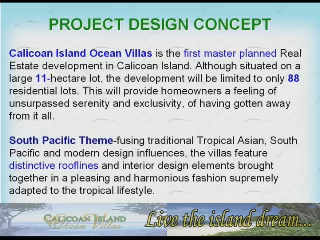 PROJECT DESIGN CONCEPT
Calicoan Island Ocean Villas is the first master planned Real
Estate development in Calicoan Island. Although situated on a
large 11-hectare lot, the development will be limited to only 88
residential lots. This will provide homeowners a feeling of
unsurpassed serenity and exclusivity, of having gotten away
from it all.
South Pacific Theme-fusing traditional Tropical Asian, South
Pacific and modern design influences, the villas feature
distinctive rooflines and interior design elements brought
together in a pleasing and harmonious fashion supremely
adapted to the tropical lifestyle.
CALICOAN ISLAND
Ocean Villas
Live the island dream...